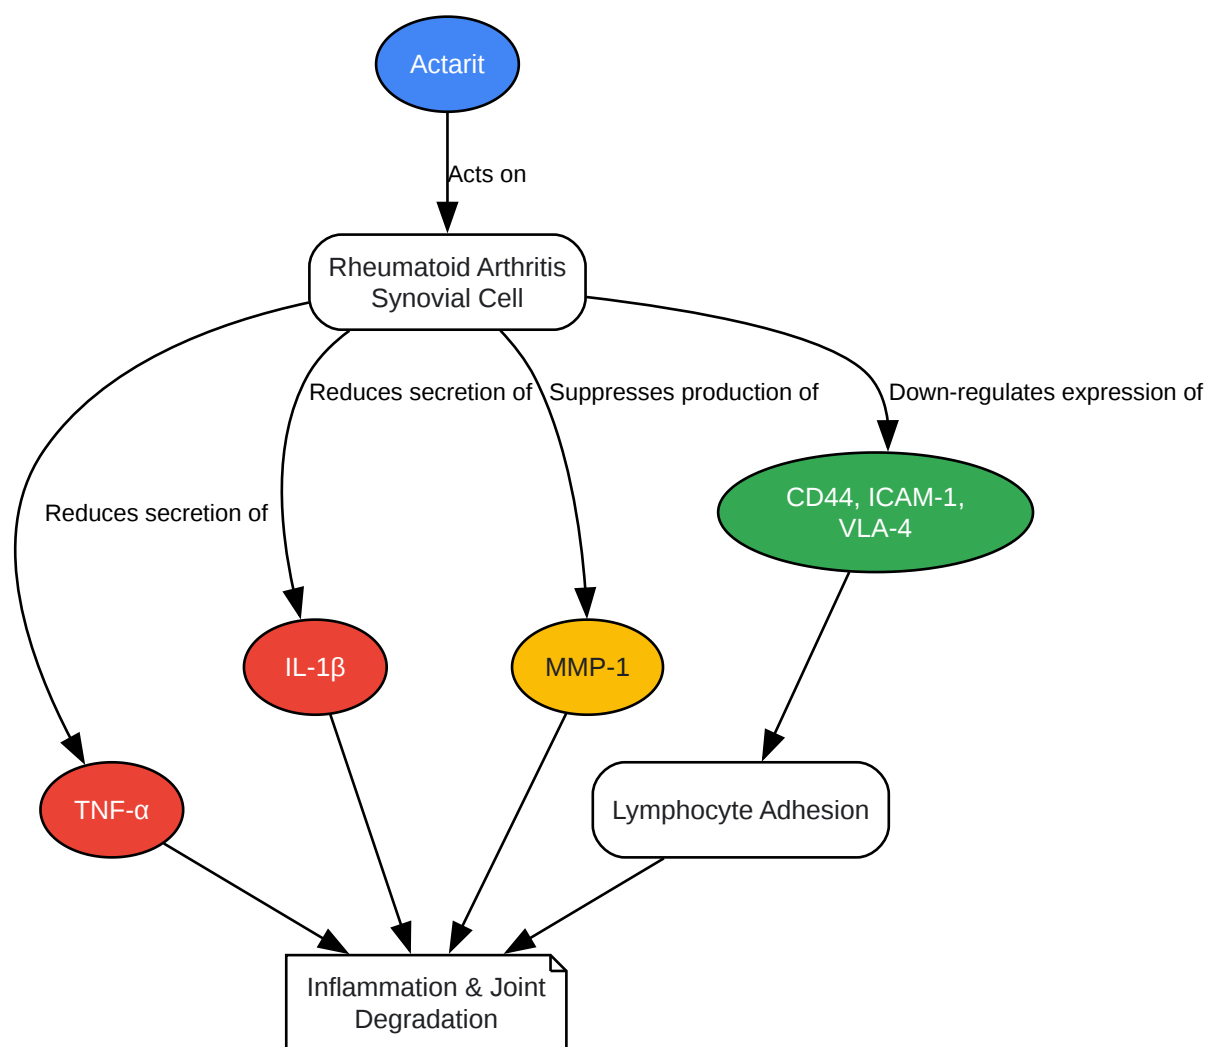 Actarit
Acts on
Rheumatoid Arthritis
Synovial Cell
Reduces secretion of
Suppresses production of
Down-regulates expression of
Reduces secretion of
CD44, ICAM-1,
VLA-4
IL-1β
MMP-1
TNF-α
Lymphocyte Adhesion
Inflammation & Joint
Degradation